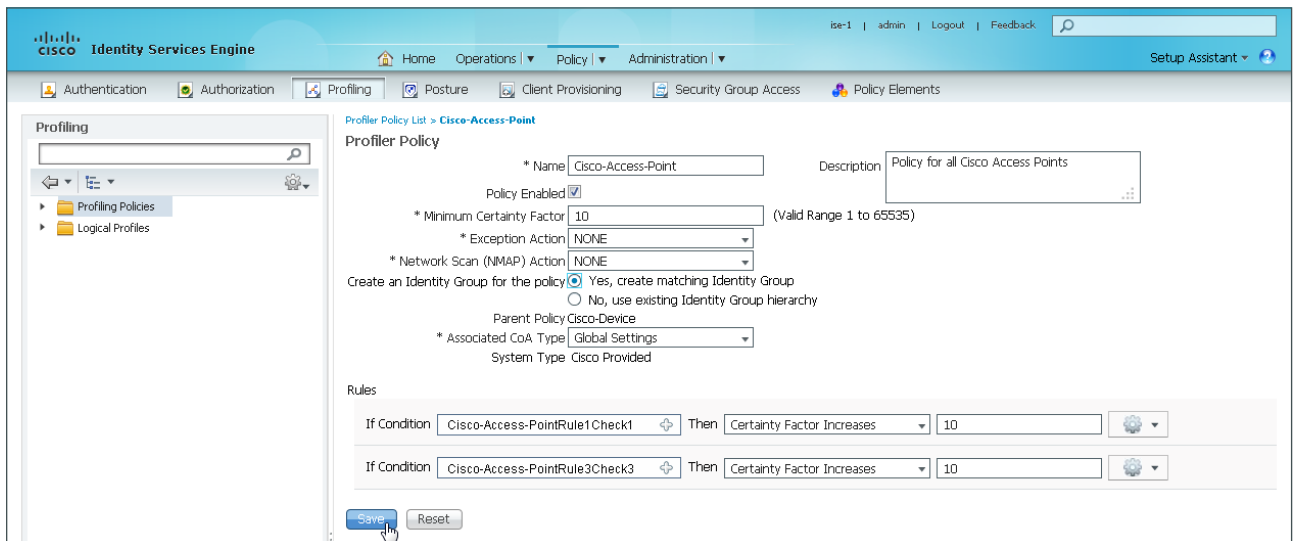 ise-1 | admin | Logout | Feedback
CISCO Identity Services Engine
Home Operations | Policy | Administration |
Setup Assistant
Authentication Authorization Profiling Posture Client Provisioning Security Group Access Policy Elements
Profiling
Profiling Policies
Logical Profiles
Profiler Policy List > Cisco-Access-Point
Profiler Policy
* Name Cisco-Access-Point Description Policy for all Cisco Access Points
Policy Enabled
* Minimum Certainty Factor 10 (Valid Range 1 to 65535)
* Exception Action NONE
* Network Scan (NMAP) Action NONE
Create an Identity Group for the policy Yes, create matching Identity Group
No, use existing Identity Group hierarchy
Parent Policy Cisco-Device
* Associated CoA Type Global Settings
System Type Cisco Provided
Rules
If Condition Cisco-Access-PointRule1Check1 Then Certainty Factor Increases 10
If Condition Cisco-Access-PointRule3Check3 Then Certainty Factor Increases 10
Save Reset